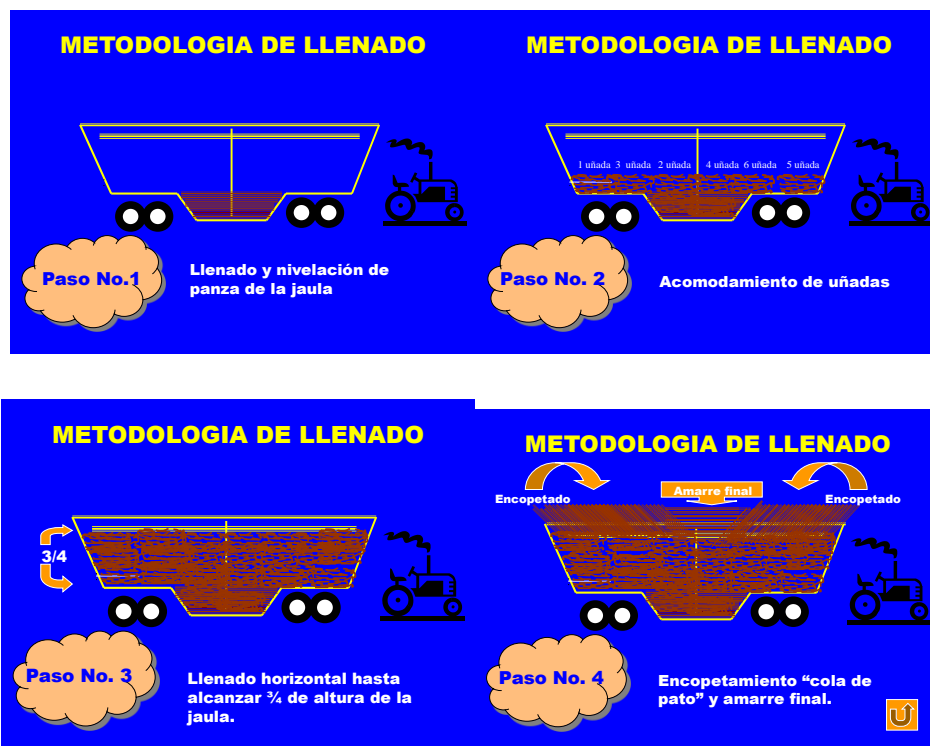 METODOLOGIA DE LLENADO
Paso No.1
Llenado y nivelación de
panza de la jaula
METODOLOGIA DE LLENADO
1 uñada 3 uñada 2 uñada 4 uñada 6 uñada 5 uñada
Paso No. 2
Acomodamiento de uñadas
METODOLOGIA DE LLENADO
3/4
Paso No. 3
Llenado horizontal hasta
alcanzar ¾ de altura de la
jaula.
METODOLOGIA DE LLENADO
Amarre final
Encopetado
Encopetado
Paso No. 4
Encopetamiento “cola de
pato” y amarre final.